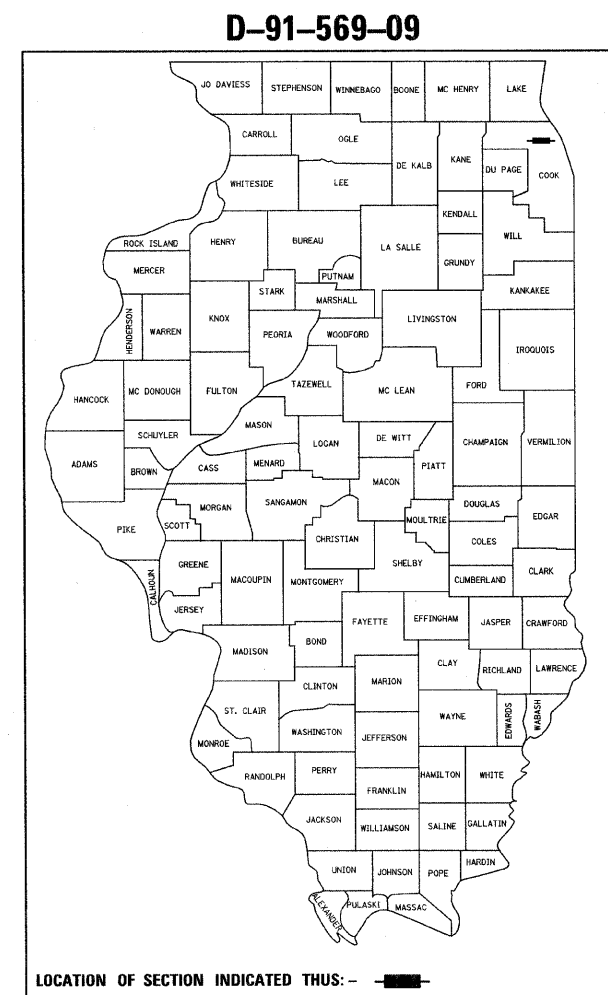 D–91–569–09
JO DAVIESS STEPHENSON WINNEBAGO BOONE MC HENRY LAKE
CARROLL OGLE DE KALB KANE DU PAGE COOK
WHITESIDE LEE
KENDALL WILL
ROCK ISLAND HENRY BUREAU LA SALLE GRUNDY
MERCER PUTNAM KANKAKEE
STARK MARSHALL
HENDERSON WARREN KNOX PEORIA WOODFORD LIVINGSTON IROQUOIS
HANCOCK MC DONOUGH FULTON TAZEWELL MC LEAN FORD
MASON
SCHUYLER LOGAN DE WITT CHAMPAIGN VERMILION
ADAMS BROWN CASS MENARD PIATT
MACON
PIKE SCOTT MORGAN SANGAMON MOULTRIE DOUGLAS EDGAR
CHRISTIAN COLES
GREENE SHELBY
CALHOUN MACOUPIN MONTGOMERY CUMBERLAND CLARK
JERSEY FAYETTE EFFINGHAM JASPER CRAWFORD
MADISON BOND
CLAY RICHLAND LAWRENCE
CLINTON MARION
ST. CLAIR WAYNE EDWARDS WABASH
WASHINGTON JEFFERSON
MONROE
RANDOLPH PERRY HAMILTON WHITE
FRANKLIN
JACKSON WILLIAMSON SALINE GALLATIN
UNION JOHNSON POPE HARDIN
ALEXANDER PULASKI MASSAC
LOCATION OF SECTION INDICATED THUS: –